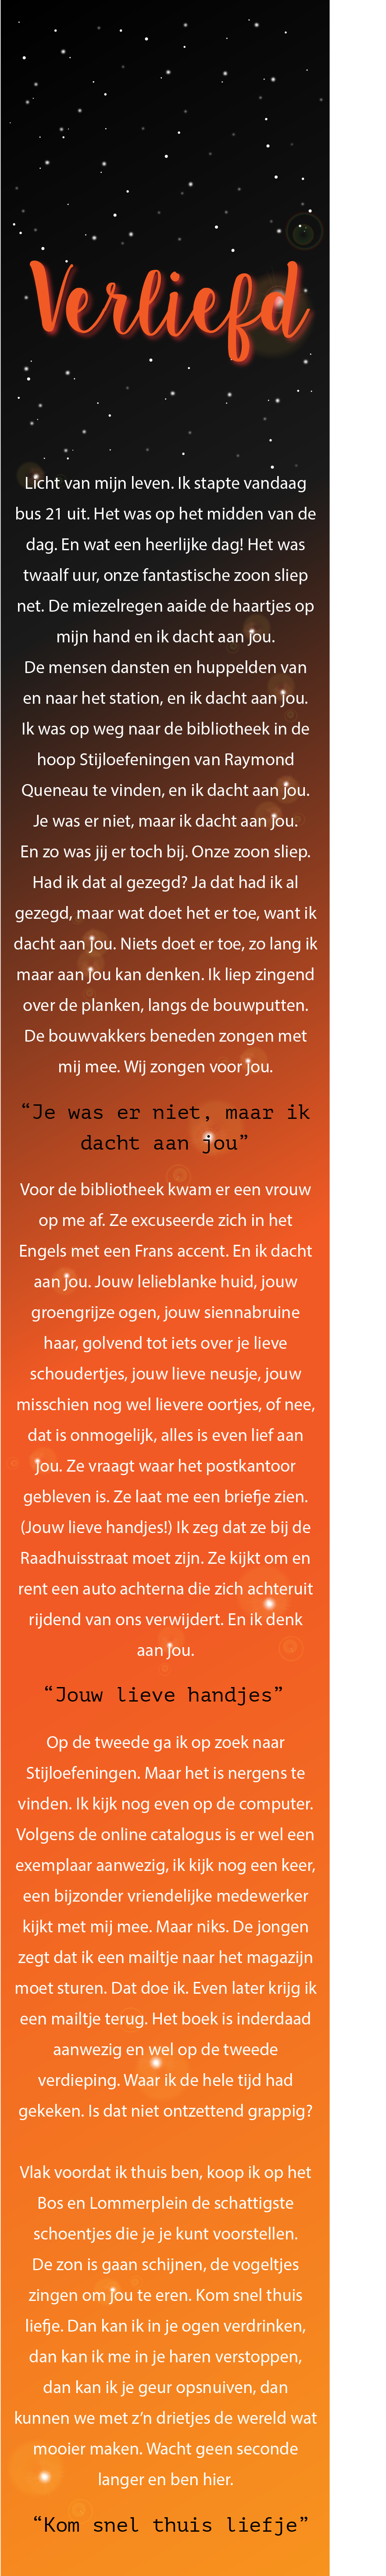 Verliefd
Licht van mijn leven. Ik stapte vandaag
bus 21 uit. Het was op het midden van de
dag. En wat een heerlijke dag! Het was
twaalf uur, onze fantastische zoon sliep
net. De miezelregen aaide de haartjes op
mijn hand en ik dacht aan jou.
De mensen dansten en huppelden van
en naar het station, en ik dacht aan jou.
Ik was op weg naar de bibliotheek in de
hoop Stijloefeningen van Raymond
Queneau te vinden, en ik dacht aan jou.
Je was er niet, maar ik dacht aan jou.
En zo was jij er toch bij. Onze zoon sliep.
Had ik dat al gezegd? Ja dat had ik al
gezegd, maar wat doet het er toe, want ik
dacht aan jou. Niets doet er toe, zo lang ik
maar aan jou kan denken. Ik liep zingend
over de planken, langs de bouwputten.
De bouwvakkers beneden zongen met
mij mee. Wij zongen voor jou.
“Je was er niet, maar ik
dacht aan jou”
Voor de bibliotheek kwam er een vrouw
op me af. Ze excuseerde zich in het
Engels met een Frans accent. En ik dacht
aan jou. Jouw lelieblanke huid, jouw
groengrijze ogen, jouw siennabruine
haar, golvend tot iets over je lieve
schoudertjes, jouw lieve neusje, jouw
misschien nog wel lievere oortjes, of nee,
dat is onmogelijk, alles is even lief aan
jou. Ze vraagt waar het postkantoor
gebleven is. Ze laat me een briefje zien.
(Jouw lieve handjes!) Ik zeg dat ze bij de
Raadhuisstraat moet zijn. Ze kijkt om en
rent een auto achterna die zich achteruit
rijdend van ons verwijdert. En ik denk
aan jou.
“Jouw lieve handjes”
Op de tweede ga ik op zoek naar
Stijloefeningen. Maar het is nergens te
vinden. Ik kijk nog even op de computer.
Volgens de online catalogus is er wel een
exemplaar aanwezig, ik kijk nog een keer,
een bijzonder vriendelijke medewerker
kijkt met mij mee. Maar niks. De jongen
zegt dat ik een mailtje naar het magazijn
moet sturen. Dat doe ik. Even later krijg ik
een mailtje terug. Het boek is inderdaad
aanwezig en wel op de tweede
verdieping. Waar ik de hele tijd had
gekeken. Is dat niet ontzettend grappig?
Vlak voordat ik thuis ben, koop ik op het
Bos en Lommerplein de schattigste
schoentjes die je je kunt voorstellen.
De zon is gaan schijnen, de vogeltjes
zingen om jou te eren. Kom snel thuis
liefje. Dan kan ik in je ogen verdrinken,
dan kan ik me in je haren verstoppen,
dan kan ik je geur opsnuiven, dan
kunnen we met z’n drietjes de wereld wat
mooier maken. Wacht geen seconde
langer en ben hier.
“Kom snel thuis liefje”